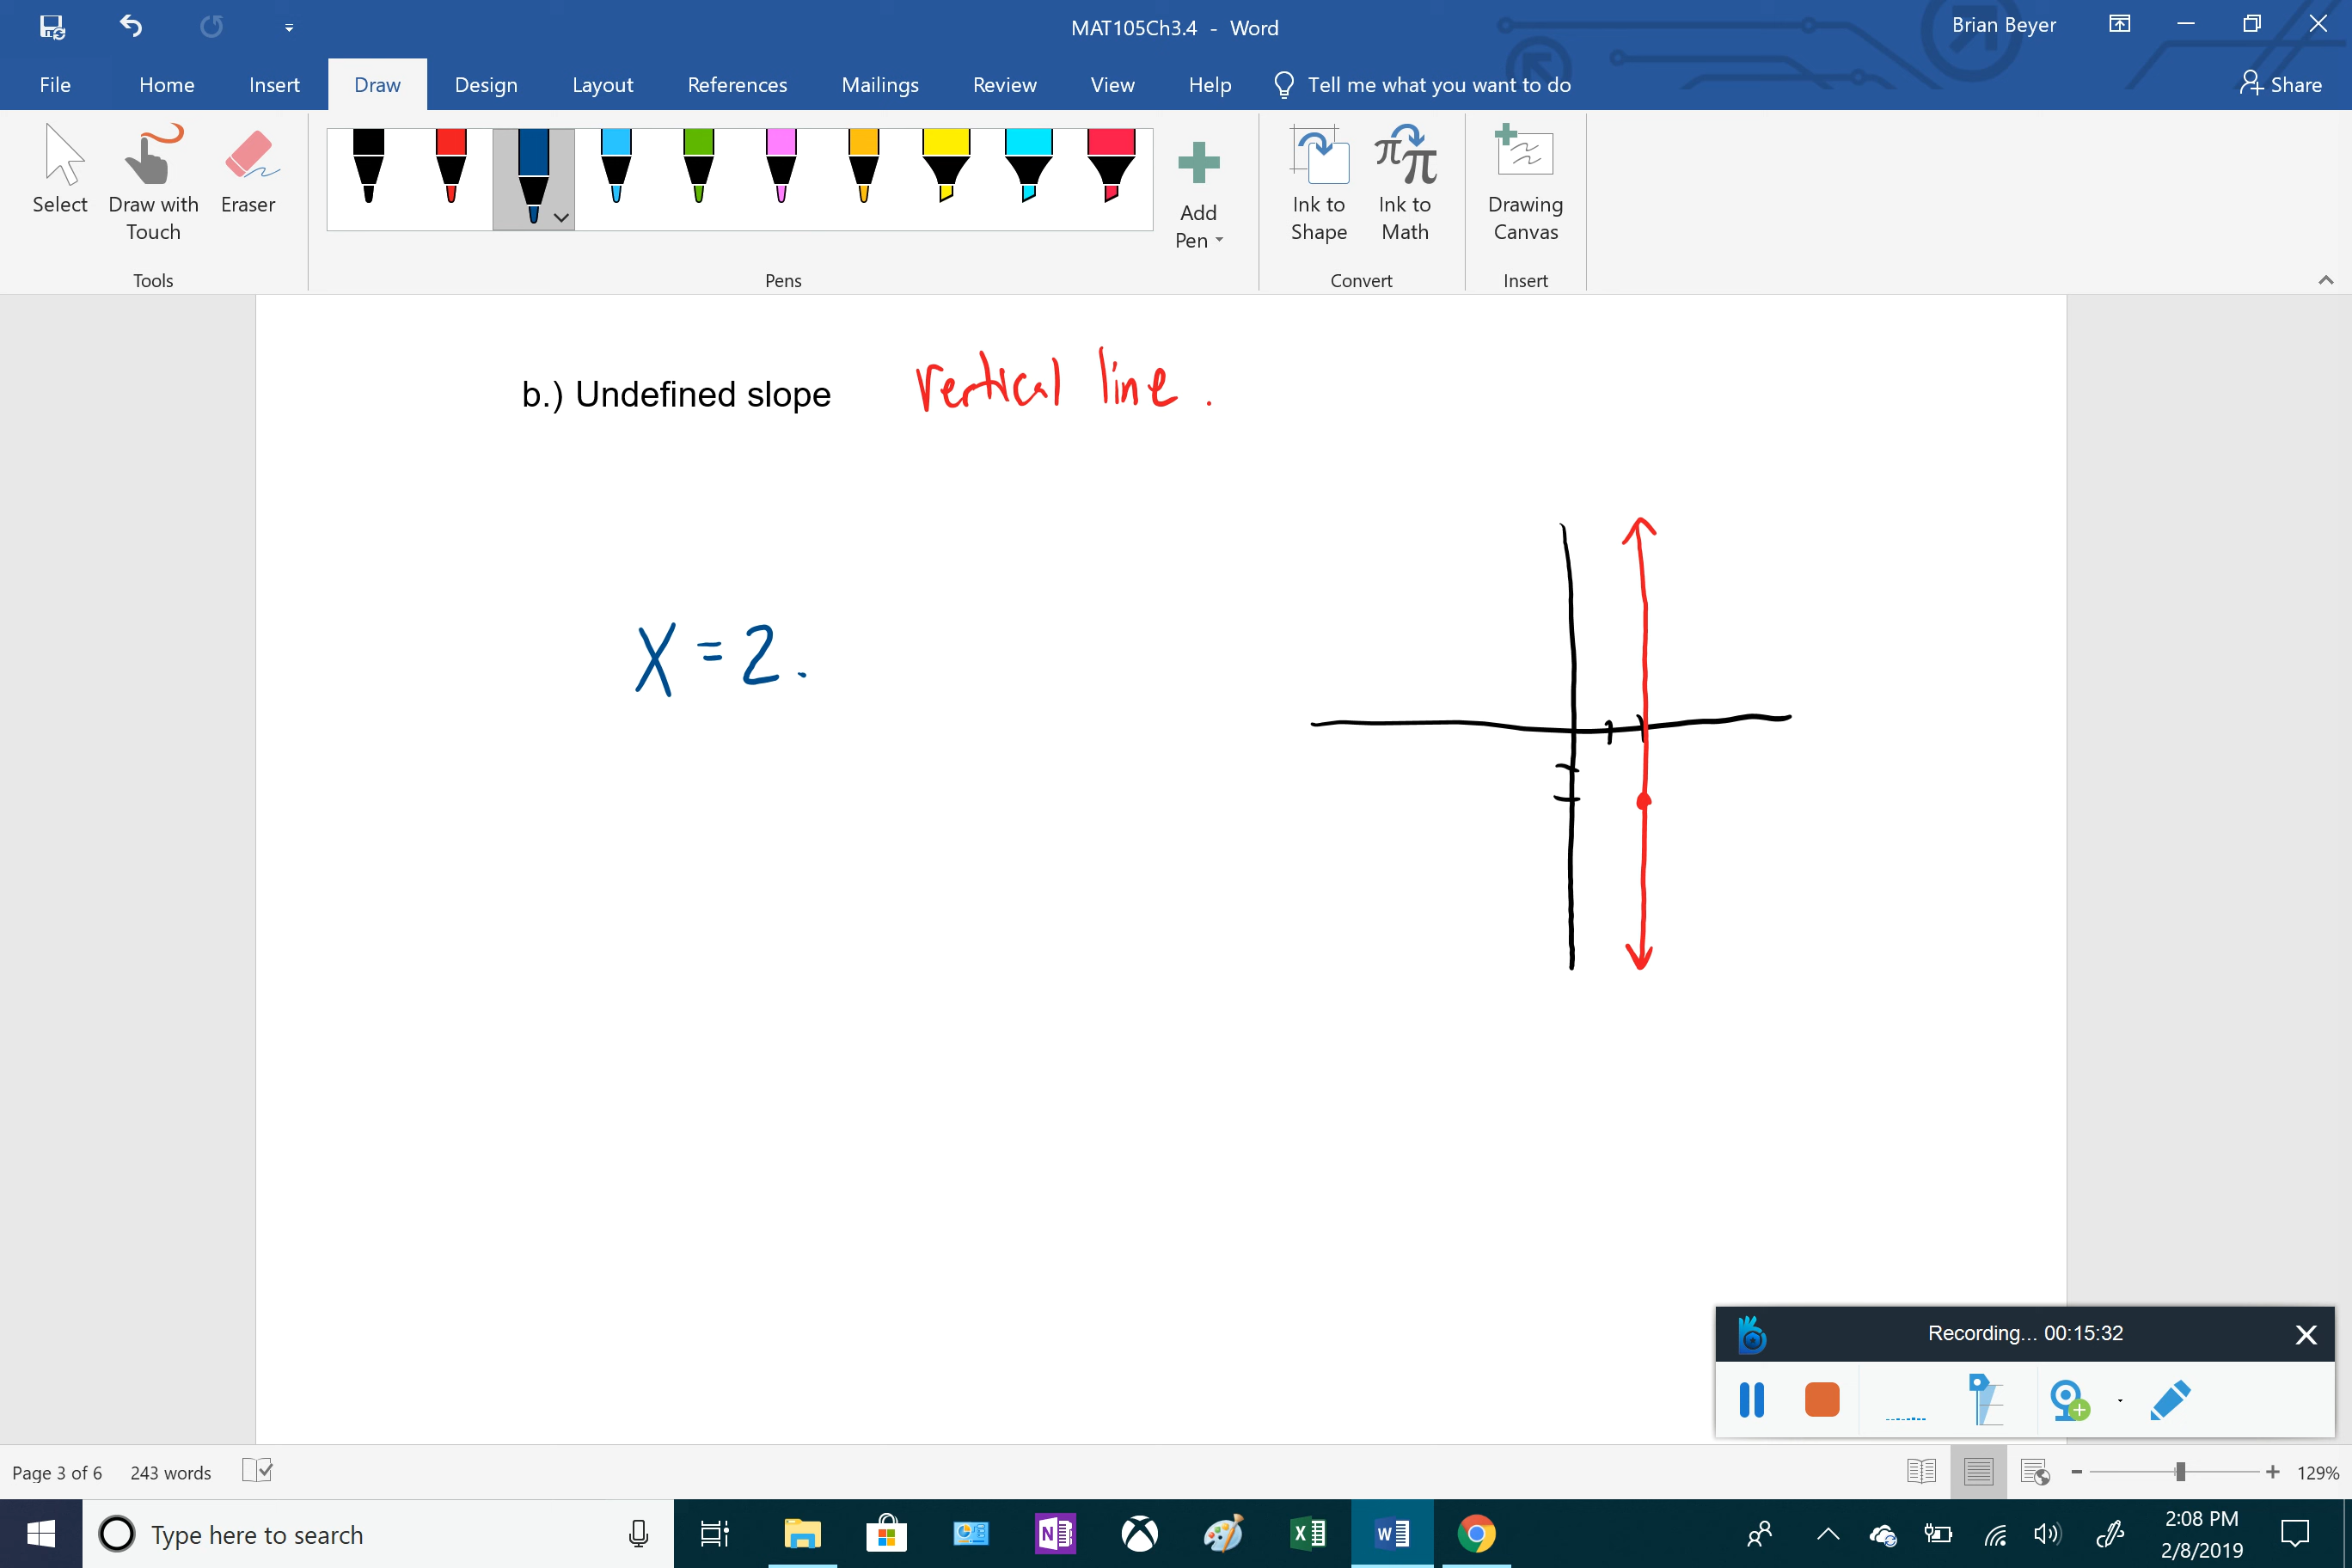 MAT105Ch3.4 - Word
Brian Beyer
File Home Insert Draw Design Layout References Mailings Review View Help Tell me what you want to do Share
Select
Draw with Touch
Eraser
Tools
Pens
Add Pen
Ink to Shape
Ink to Math
Convert
Drawing Canvas
Insert
b.) Undefined slope vertical line.
X = 2.
Recording... 00:15:32
Page 3 of 6 243 words
129%
Type here to search
2:08 PM
2/8/2019